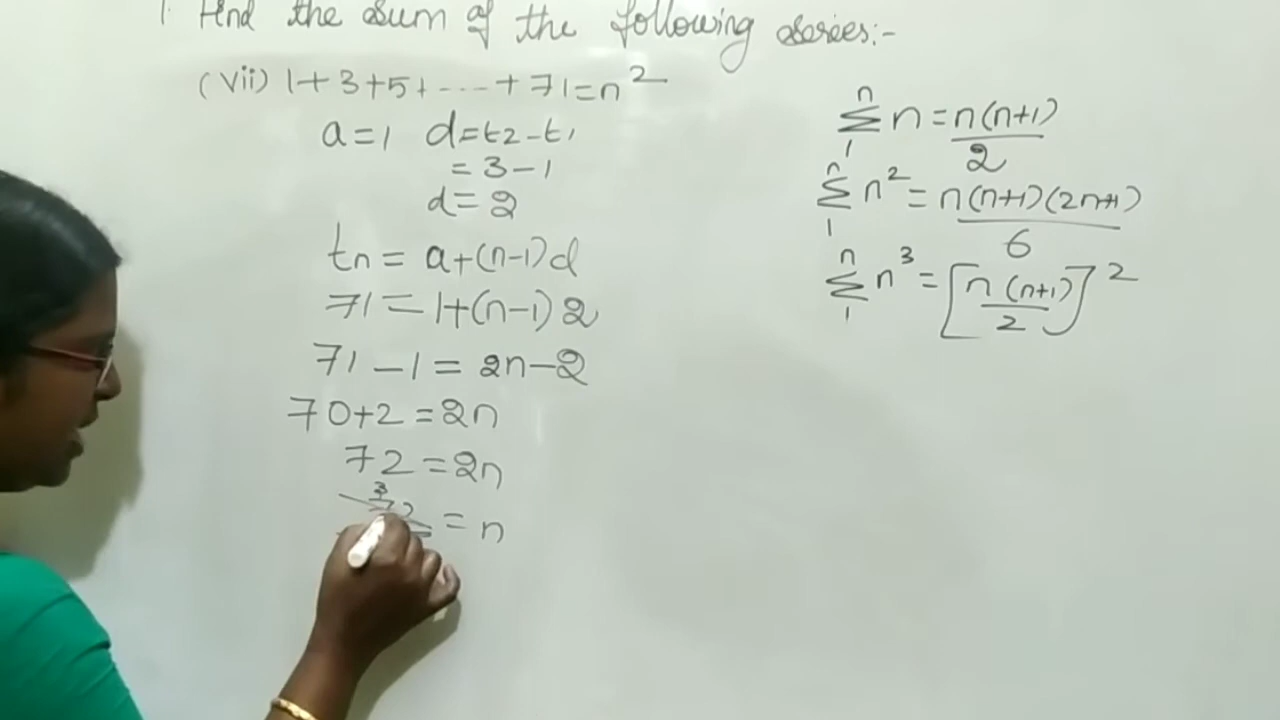 1. Find the sum of the following series:-
(vii) 1+3+5+-----+71=n²
a=1 d=t2-t1
=3-1
d=2
tn = a+(n-1)d
71=1+(n-1)2
71-1=2n-2
70+2=2n
72=2n
=n
n Σ 1 n = n(n+1)/2
n Σ 1 n² = n(n+1)(2n+1)/6
n Σ 1 n³ = [n(n+1)/2]²